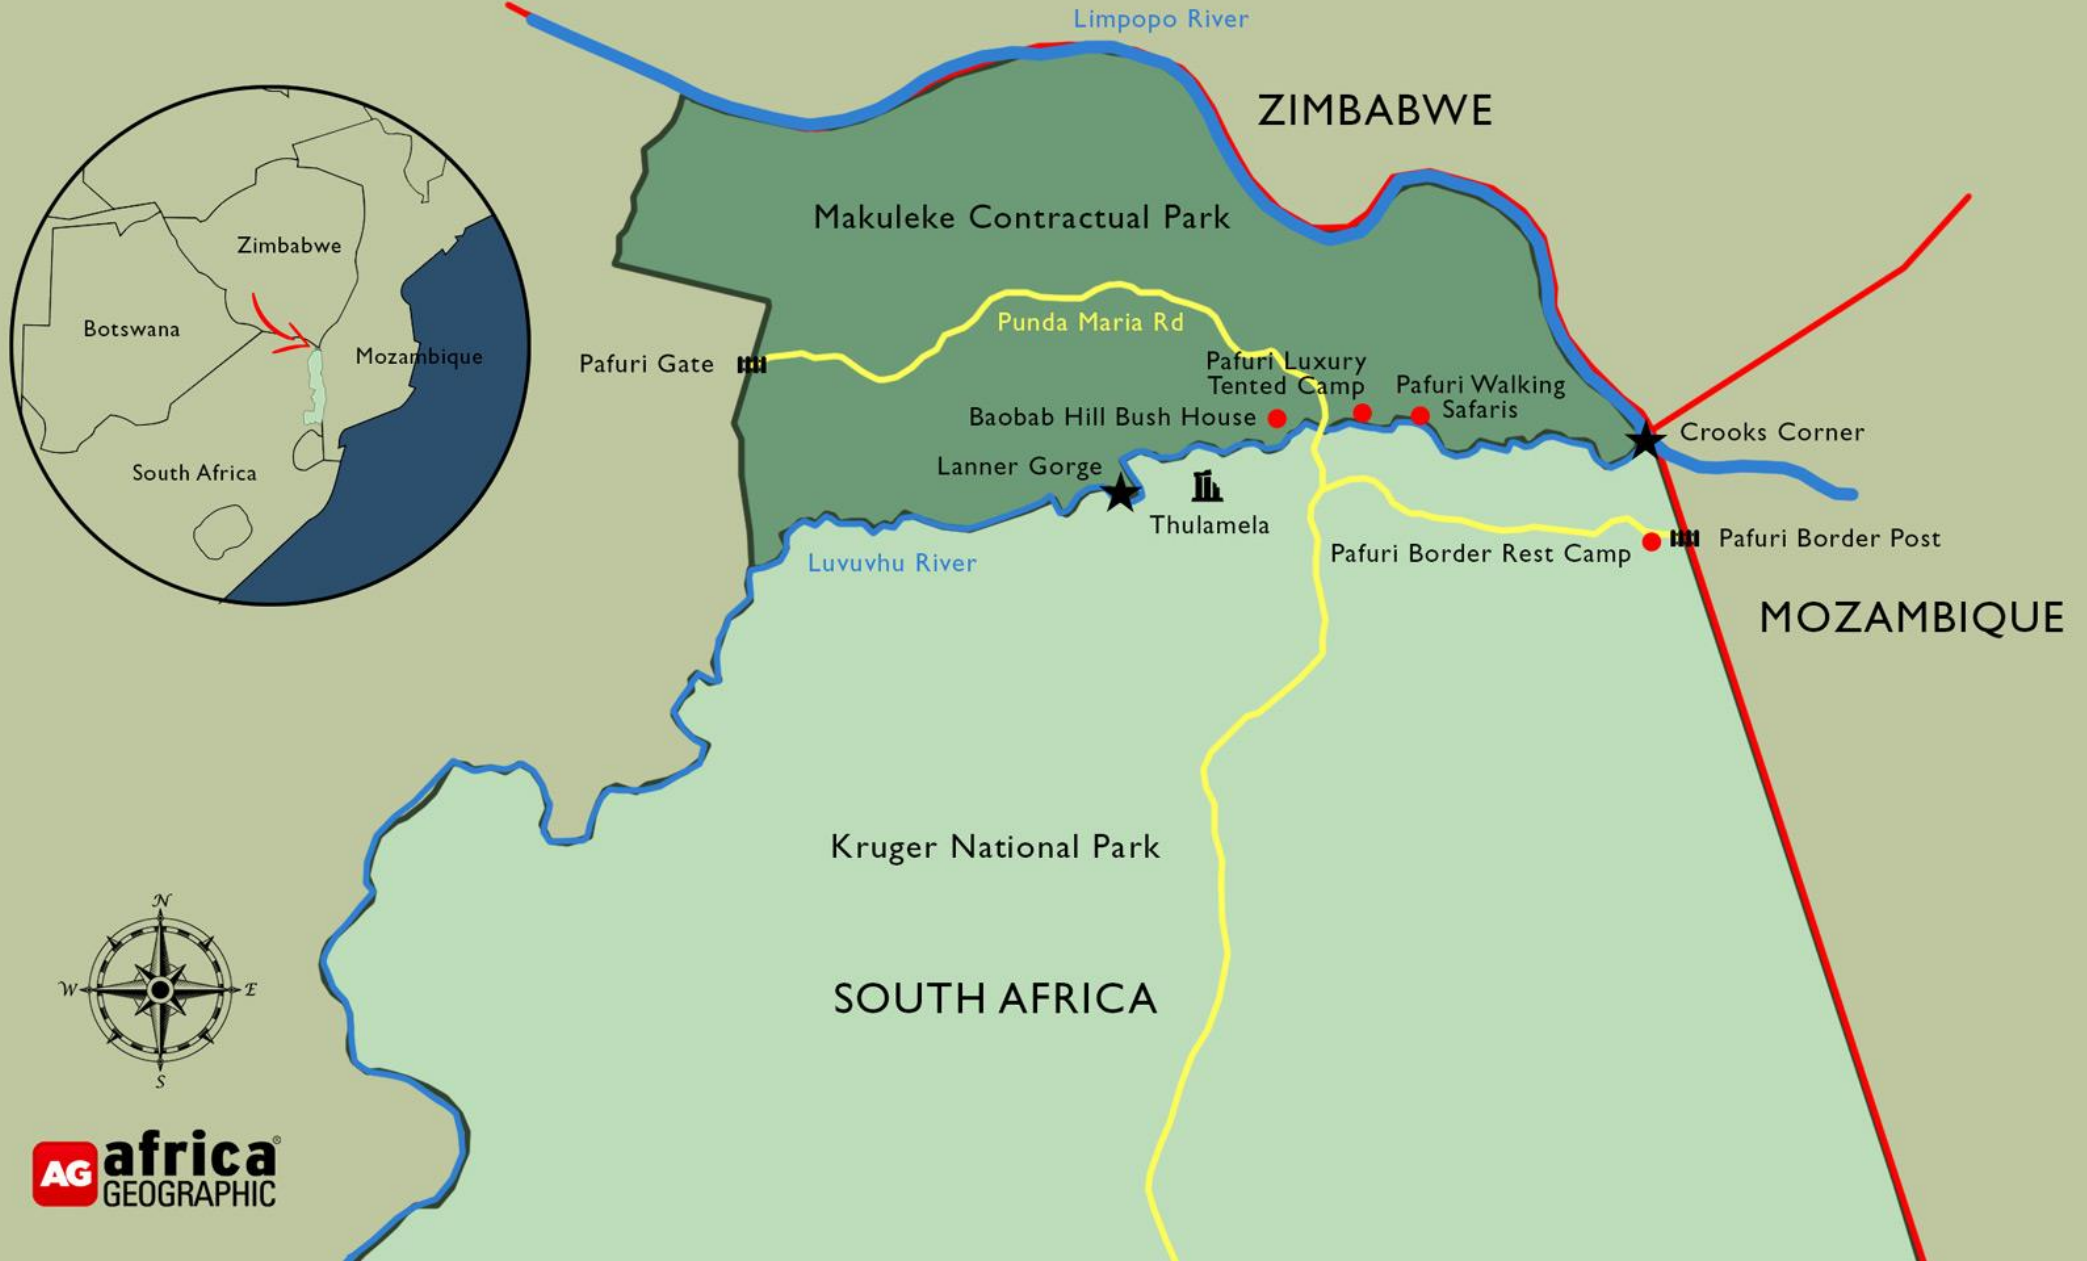 Limpopo River
ZIMBABWE
Makuleke Contractual Park
Zimbabwe
Botswana
Mozambique
South Africa
Punda Maria Rd
Pafuri Gate
Pafuri Luxury
Tented Camp
Pafuri Walking
Safaris
Baobab Hill Bush House
Crooks Corner
Lanner Gorge
Thulamela
Pafuri Border Post
Pafuri Border Rest Camp
Luvuvhu River
MOZAMBIQUE
Kruger National Park
SOUTH AFRICA
N
W
E
S
AG africa®
GEOGRAPHIC